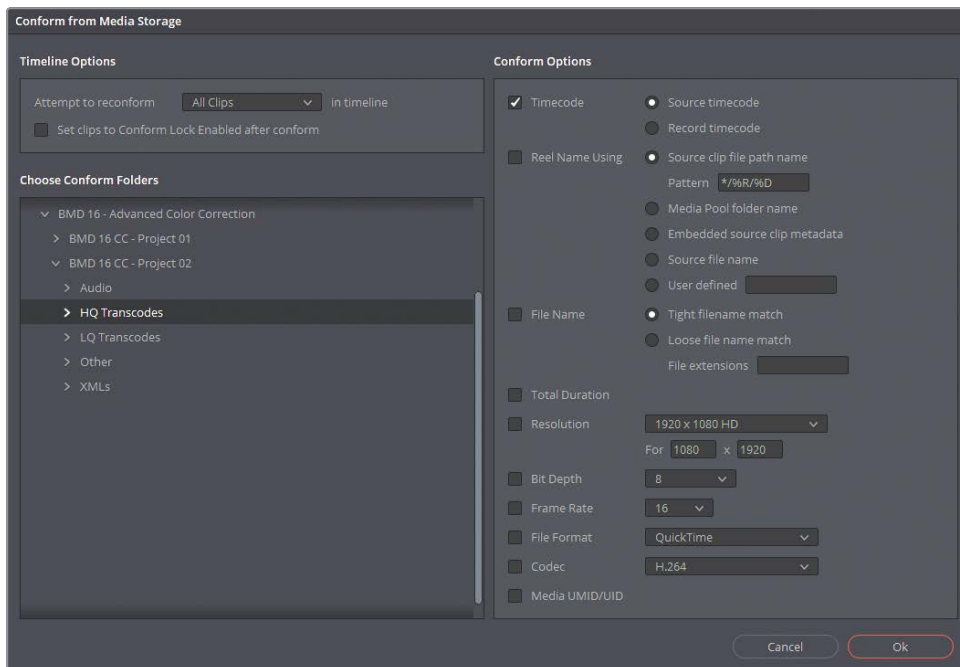 Conform from Media Storage
Timeline Options
Attempt to reconform All Clips in timeline
Set clips to Conform Lock Enabled after conform
Choose Conform Folders
BMD 16 - Advanced Color Correction
BMD 16 CC - Project 01
BMD 16 CC - Project 02
Audio
HQ Transcodes
LQ Transcodes
Other
XMLs
Conform Options
Timecode Source timecode
Record timecode
Reel Name Using Source clip file path name
Pattern */%R/%D
Media Pool folder name
Embedded source clip metadata
Source file name
User defined
File Name Tight filename match
Loose file name match
File extensions
Total Duration
Resolution 1920 x 1080 HD
For 1080 x 1920
Bit Depth 8
Frame Rate 16
File Format QuickTime
Codec H.264
Media UMID/UID
Cancel Ok